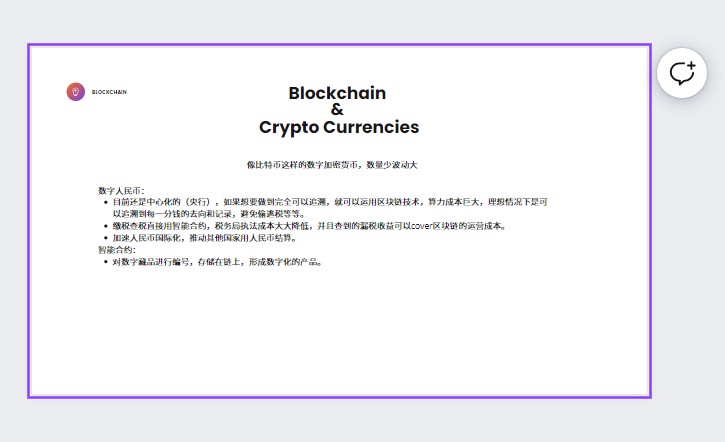 BLOCKCHAIN
Blockchain
&
Crypto Currencies
像比特币这样的数字加密货币，数量少波动大
数字人民币：
• 目前还是中心化的（央行），如果想要做到完全可以追溯，就可以运用区块链技术，算力成本巨大，理想情况下是可
以追溯到每一分钱的去向和记录，避免偷逃税等等。
• 缴税查税直接用智能合约，税务局执法成本大大降低，并且查到的漏税收益可以cover区块链的运营成本。
• 加速人民币国际化，推动其他国家用人民币结算。
智能合约：
• 对数字藏品进行编号，存储在链上，形成数字化的产品。